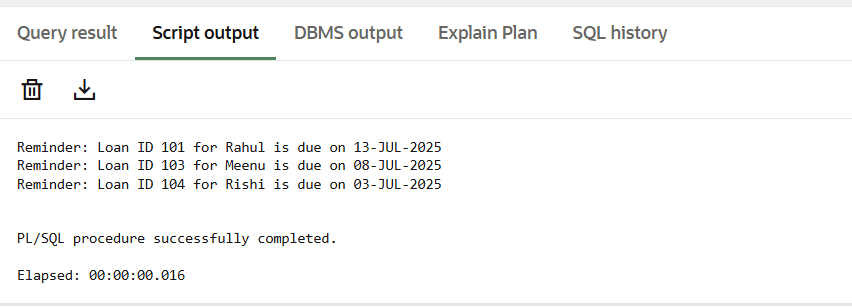 Query result Script output DBMS output Explain Plan SQL history
Reminder: Loan ID 101 for Rahul is due on 13-JUL-2025
Reminder: Loan ID 103 for Meenu is due on 08-JUL-2025
Reminder: Loan ID 104 for Rishi is due on 03-JUL-2025
PL/SQL procedure successfully completed.
Elapsed: 00:00:00.016